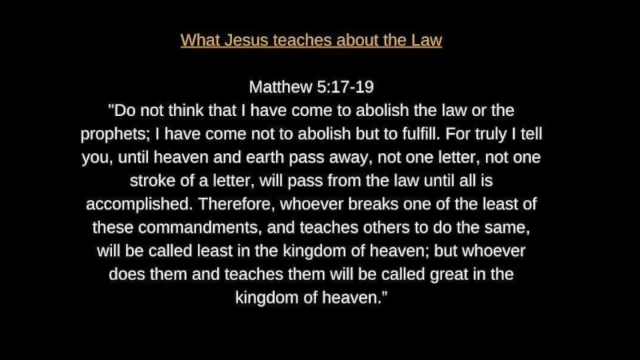 What Jesus teaches about the Law
Matthew 5:17-19
"Do not think that I have come to abolish the law or the
prophets; I have come not to abolish but to fulfill. For truly I tell
you, until heaven and earth pass away, not one letter, not one
stroke of a letter, will pass from the law until all is
accomplished. Therefore, whoever breaks one of the least of
these commandments, and teaches others to do the same,
will be called least in the kingdom of heaven; but whoever
does them and teaches them will be called great in the
kingdom of heaven.”